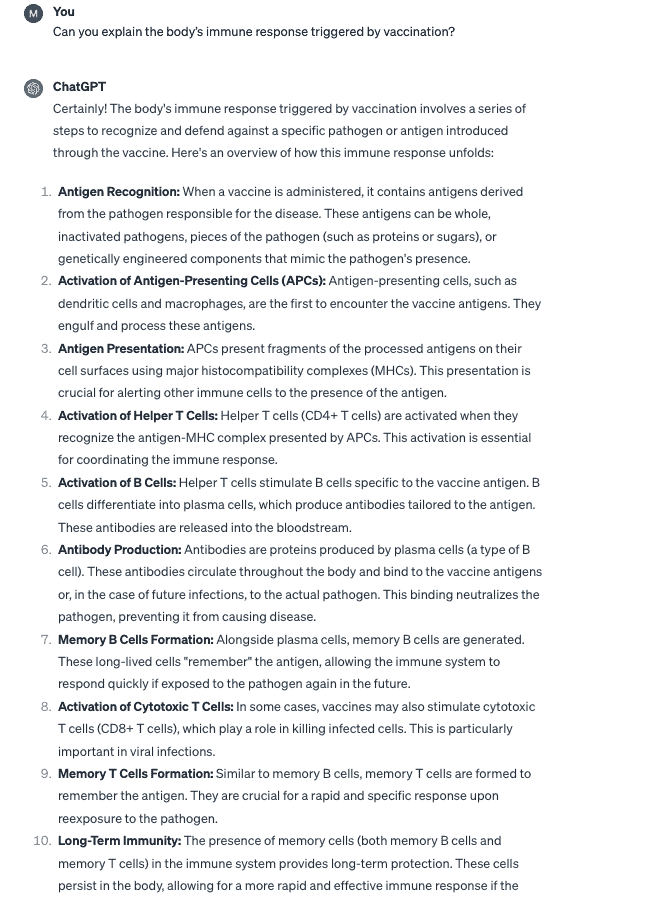 M
You
Can you explain the body's immune response triggered by vaccination?
ChatGPT
Certainly! The body's immune response triggered by vaccination involves a series of
steps to recognize and defend against a specific pathogen or antigen introduced
through the vaccine. Here's an overview of how this immune response unfolds:
1. Antigen Recognition: When a vaccine is administered, it contains antigens derived
from the pathogen responsible for the disease. These antigens can be whole,
inactivated pathogens, pieces of the pathogen (such as proteins or sugars), or
genetically engineered components that mimic the pathogen's presence.
2. Activation of Antigen-Presenting Cells (APCs): Antigen-presenting cells, such as
dendritic cells and macrophages, are the first to encounter the vaccine antigens. They
engulf and process these antigens.
3. Antigen Presentation: APCs present fragments of the processed antigens on their
cell surfaces using major histocompatibility complexes (MHCs). This presentation is
crucial for alerting other immune cells to the presence of the antigen.
4. Activation of Helper T Cells: Helper T cells (CD4+ T cells) are activated when they
recognize the antigen-MHC complex presented by APCs. This activation is essential
for coordinating the immune response.
5. Activation of B Cells: Helper T cells stimulate B cells specific to the vaccine antigen. B
cells differentiate into plasma cells, which produce antibodies tailored to the antigen.
These antibodies are released into the bloodstream.
6. Antibody Production: Antibodies are proteins produced by plasma cells (a type of B
cell). These antibodies circulate throughout the body and bind to the vaccine antigens
or, in the case of future infections, to the actual pathogen. This binding neutralizes the
pathogen, preventing it from causing disease.
7. Memory B Cells Formation: Alongside plasma cells, memory B cells are generated.
These long-lived cells "remember" the antigen, allowing the immune system to
respond quickly if exposed to the pathogen again in the future.
8. Activation of Cytotoxic T Cells: In some cases, vaccines may also stimulate cytotoxic
T cells (CD8+ T cells), which play a role in killing infected cells. This is particularly
important in viral infections.
9. Memory T Cells Formation: Similar to memory B cells, memory T cells are formed to
remember the antigen. They are crucial for a rapid and specific response upon
reexposure to the pathogen.
10. Long-Term Immunity: The presence of memory cells (both memory B cells and
memory T cells) in the immune system provides long-term protection. These cells
persist in the body, allowing for a more rapid and effective immune response if the